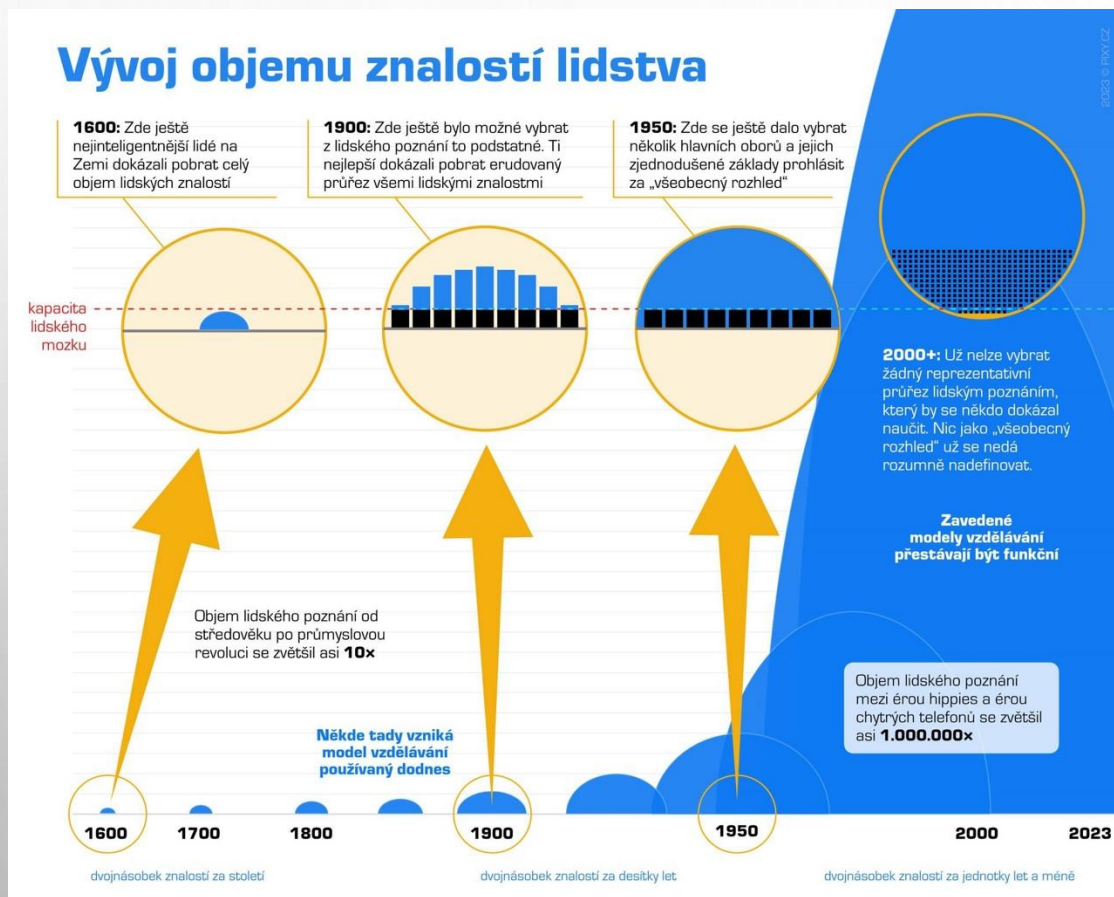 Vývoj objemu znalostí lidstva
1600: Zde ještě
nejinteligentnější lidé na
Zemi dokázali pobrat celý
objem lidských znalostí
1900: Zde ještě bylo možné vybrat
z lidského poznání to podstatné. Ti
nejlepší dokázali pobrat erudovaný
průřez všemi lidskými znalostmi
1950: Zde se ještě dalo vybrat
několik hlavních oborů a jejich
zjednodušené základy prohlásit
za „všeobecný rozhled“
2023 © PIXY.CZ
kapacita
lidského
mozku
2000+: Už nelze vybrat
žádný reprezentativní
průřez lidským poznáním,
který by se někdo dokázal
naučit. Nic jako „všeobecný
rozhled“ už se nedá
rozumně nadefinovat.
Zavedené
modely vzdělávání
přestávají být funkční
Objem lidského poznání od
středověku po průmyslovou
revoluci se zvětšil asi 10×
Objem lidského poznání
mezi érou hippies a érou
chytrých telefonů se zvětšil
asi 1.000.000×
Někde tady vzniká
model vzdělávání
používaný dodnes
1600 1700 1800 1900 1950 2000 2023
dvojnásobek znalostí za století
dvojnásobek znalostí za desítky let
dvojnásobek znalostí za jednotky let a méně